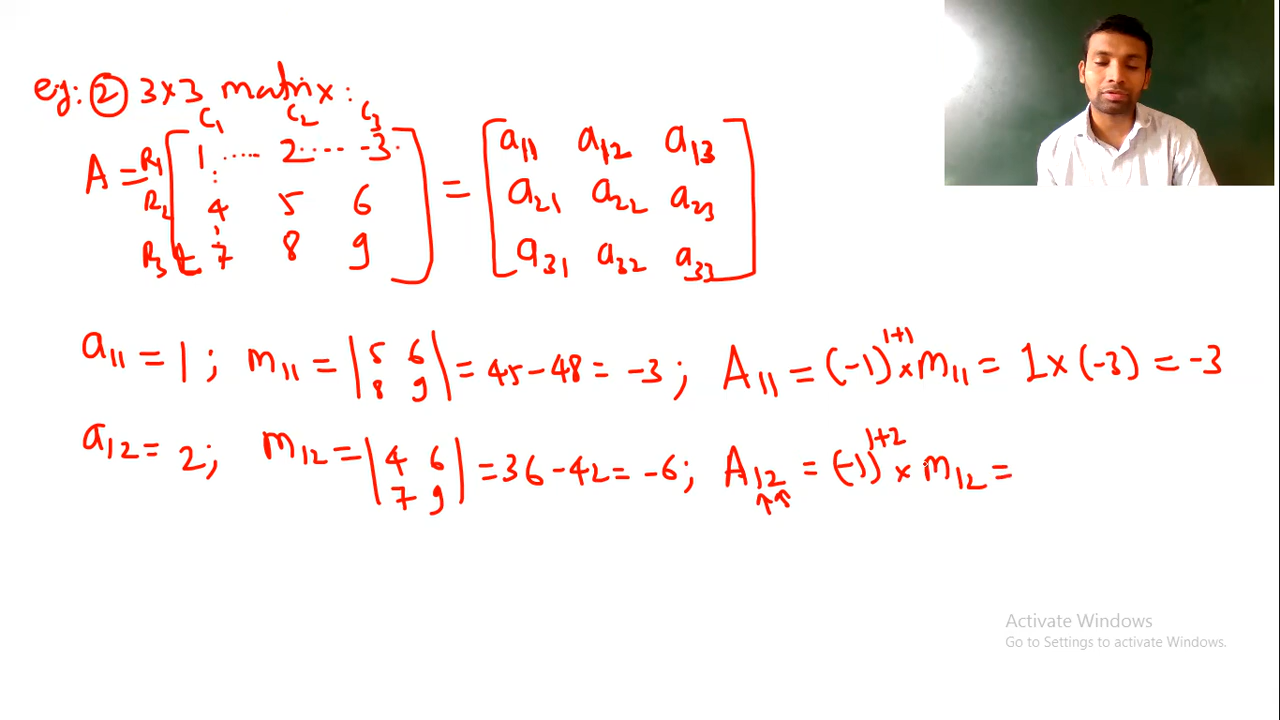 eg: ② 3×3 matrix:
C1 C2 C3
A = R1 [ 1 ..... 2 .... -3 ] = [ a11 a12 a13 ]
R2 [ 4 5 6 ] [ a21 a22 a23 ]
R3 [ 7 8 9 ] [ a31 a32 a33 ]
a11 = 1 ; m11 = |5 6; 8 9| = 45-48 = -3 ; A11 = (-1)^1+1 × m11 = 1×(-3) = -3
a12 = 2; m12 = |4 6; 7 9| = 36-42 = -6; A12 = (-1)^1+2 × m12 =
Activate Windows
Go to Settings to activate Windows.